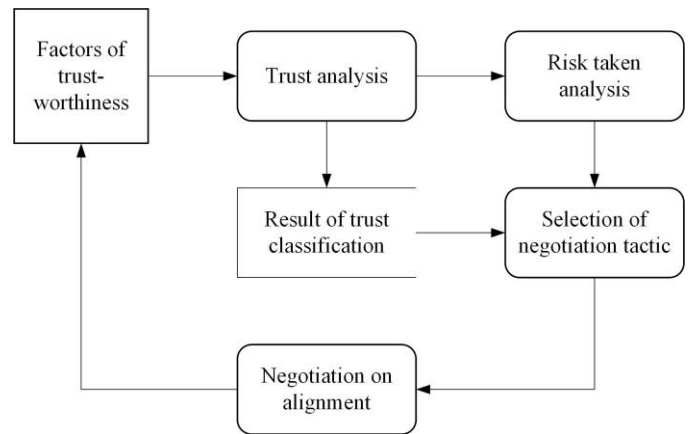 Factors of
trust-
worthiness
Trust analysis
Risk taken
analysis
Result of trust
classification
Selection of
negotiation tactic
Negotiation on
alignment